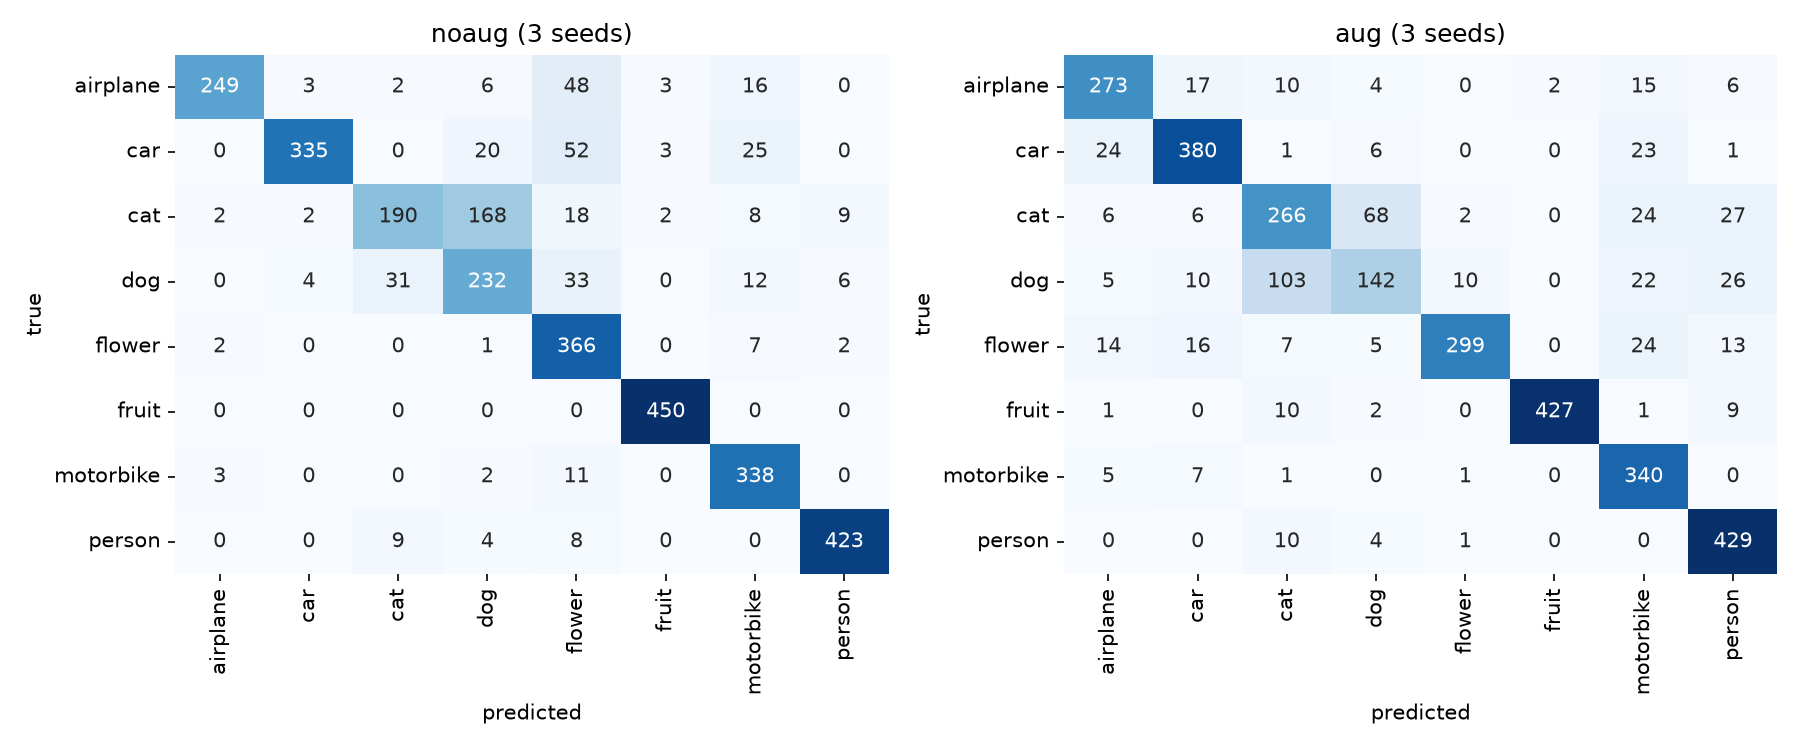 noaug (3 seeds)
airplane 249 3 2 6 48 3 16 0
car 0 335 0 20 52 3 25 0
cat 2 2 190 168 18 2 8 9
dog 0 4 31 232 33 0 12 6
flower 2 0 0 1 366 0 7 2
fruit 0 0 0 0 0 450 0 0
motorbike 3 0 0 2 11 0 338 0
person 0 0 9 4 8 0 0 423
true
airplane car cat dog flower fruit motorbike person
predicted
aug (3 seeds)
airplane 273 17 10 4 0 2 15 6
car 24 380 1 6 0 0 23 1
cat 6 6 266 68 2 0 24 27
dog 5 10 103 142 10 0 22 26
flower 14 16 7 5 299 0 24 13
fruit 1 0 10 2 0 427 1 9
motorbike 5 7 1 0 1 0 340 0
person 0 0 10 4 1 0 0 429
true
airplane car cat dog flower fruit motorbike person
predicted